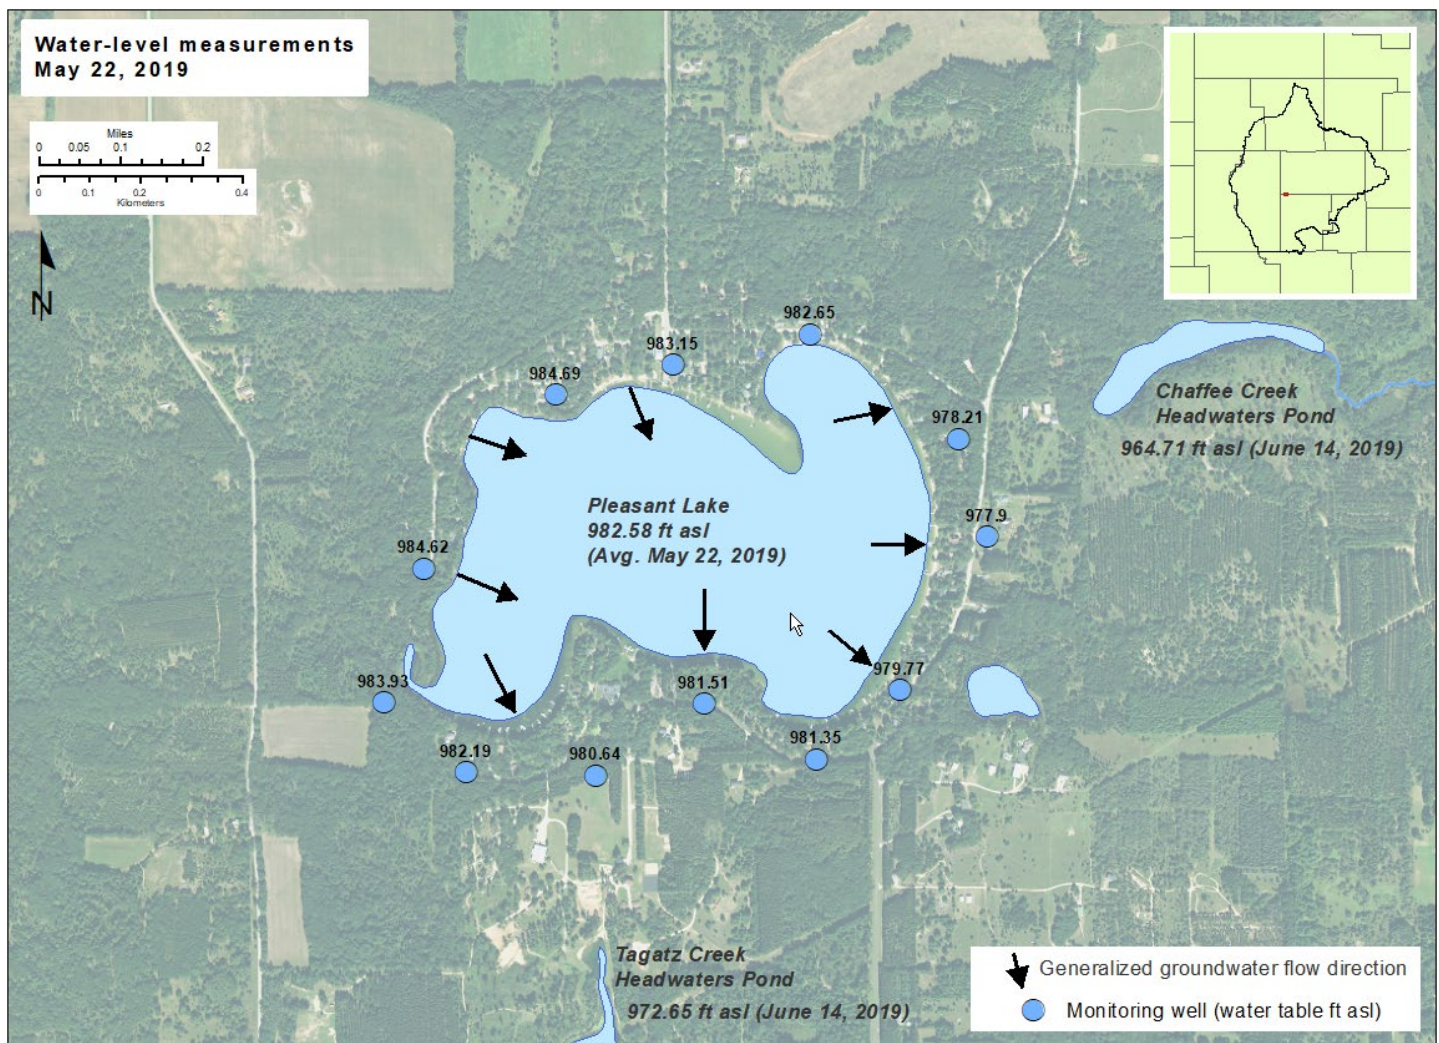 Water-level measurements
May 22, 2019
Miles
0 0.05 0.1 0.2
0 0.1 0.2 0.4
Kilometers
N
982.65
983.15
984.69
978.21
Chaffee Creek
Headwaters Pond
964.71 ft asl (June 14, 2019)
Pleasant Lake
982.58 ft asl
(Avg. May 22, 2019)
977.9
984.62
983.93
981.51
979.77
982.19
980.64
981.35
Tagatz Creek
Headwaters Pond
972.65 ft asl (June 14, 2019)
Generalized groundwater flow direction
Monitoring well (water table ft asl)